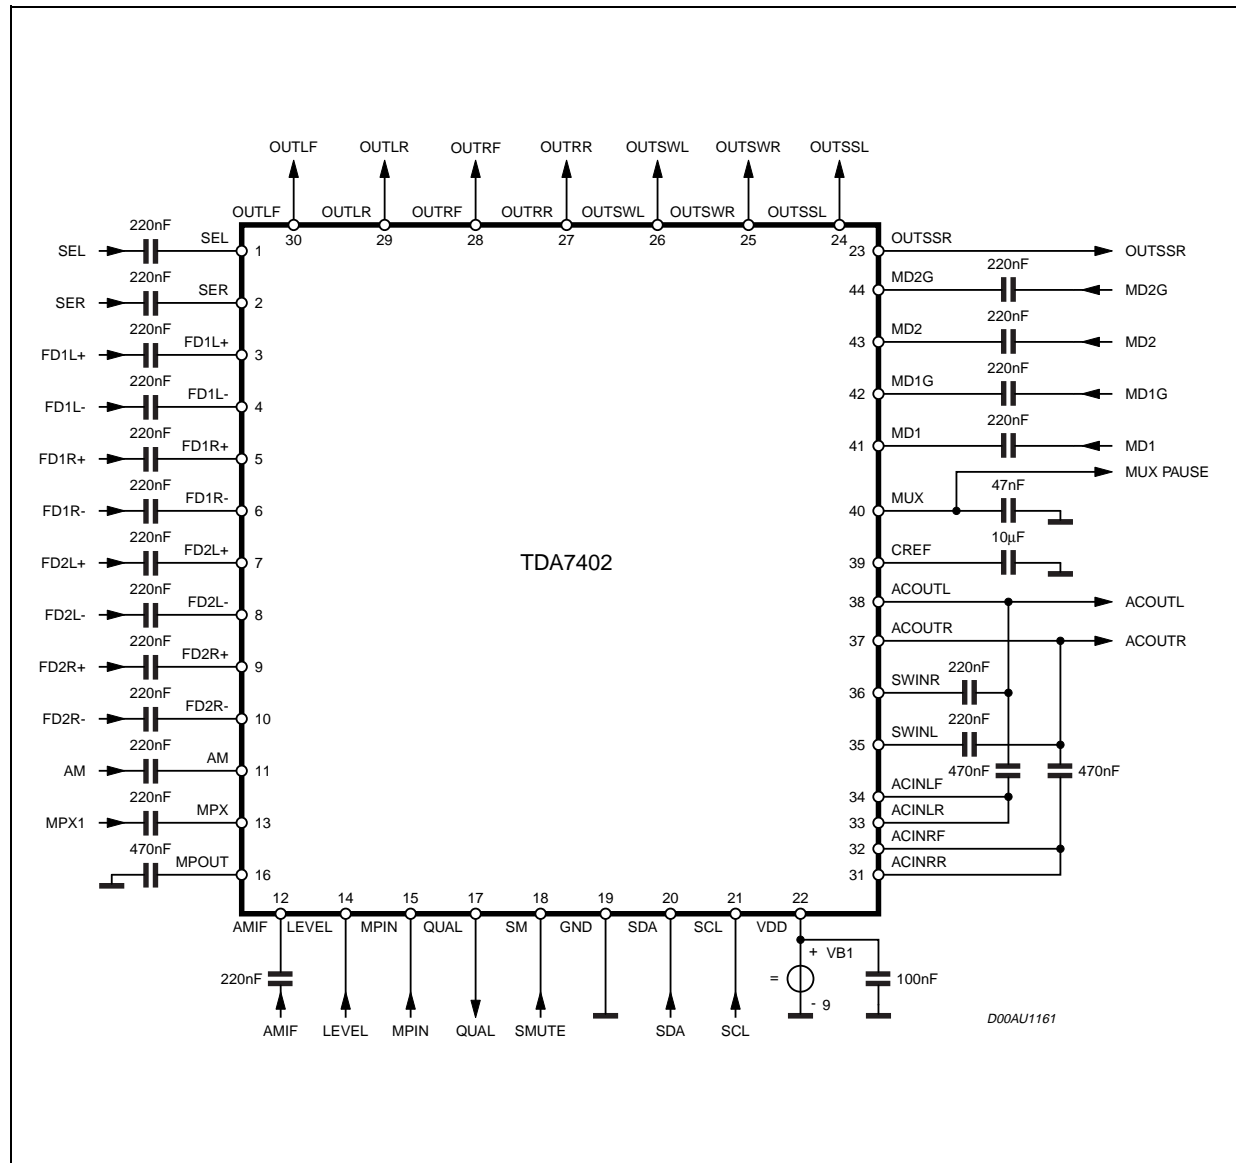 OUTLF OUTLR OUTRF OUTRR OUTSWL OUTSWR OUTSSL
OUTLF OUTLR OUTRF OUTRR OUTSWL OUTSWR OUTSSL
30 29 28 27 26 25 24
SEL 220nF SEL 1
SER 220nF SER 2
FD1L+ 220nF FD1L+ 3
FD1L- 220nF FD1L- 4
FD1R+ 220nF FD1R+ 5
FD1R- 220nF FD1R- 6
FD2L+ 220nF FD2L+ 7
FD2L- 220nF FD2L- 8
FD2R+ 220nF FD2R+ 9
FD2R- 220nF FD2R- 10
AM 220nF AM 11
MPX1 220nF MPX 13
470nF MPOUT 16
TDA7402
23 OUTSSR OUTSSR
44 MD2G 220nF MD2G
43 MD2 220nF MD2
42 MD1G 220nF MD1G
41 MD1 220nF MD1
MUX PAUSE
40 MUX 47nF
39 CREF 10µF
38 ACOUTL ACOUTL
37 ACOUTR ACOUTR
36 SWINR 220nF
35 SWINL 220nF
470nF 470nF
34 ACINLF
33 ACINLR
32 ACINRF
31 ACINRR
12 14 15 17 18 19 20 21 22
AMIF LEVEL MPIN QUAL SM GND SDA SCL VDD
220nF
+ VB1
=
- 9
100nF
AMIF LEVEL MPIN QUAL SMUTE SDA SCL
D00AU1161